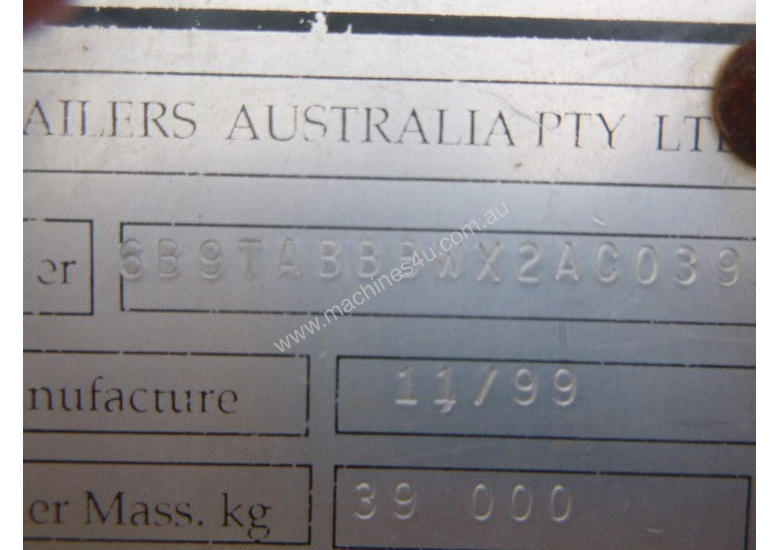 AILERS AUSTRALIA PTY LT
er 6B9TABBBWX2AC039
www.machines4u.com.au
nufacture 11/99
er Mass. kg 39 000